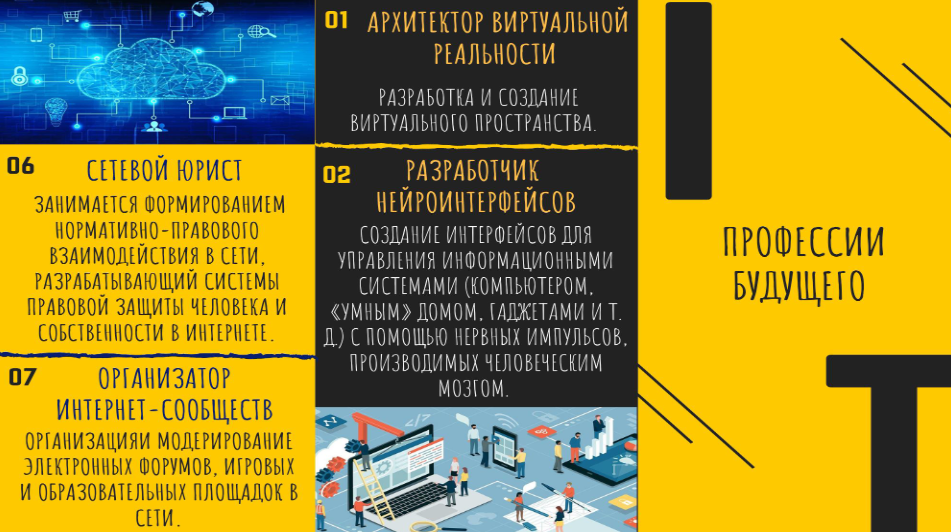 06
СЕТЕВОЙ ЮРИСТ
ЗАНИМАЕТСЯ ФОРМИРОВАНИЕМ
НОРМАТИВНО-ПРАВОВОГО
ВЗАИМОДЕЙСТВИЯ В СЕТИ,
РАЗРАБАТЫВАЮЩИЙ СИСТЕМЫ
ПРАВОВОЙ ЗАЩИТЫ ЧЕЛОВЕКА И
СОБСТВЕННОСТИ В ИНТЕРНЕТЕ.
07
ОРГАНИЗАТОР
ИНТЕРНЕТ-СООБЩЕСТВ
ОРГАНИЗАЦИЯИ МОДЕРИРОВАНИЕ
ЭЛЕКТРОННЫХ ФОРУМОВ, ИГРОВЫХ
И ОБРАЗОВАТЕЛЬНЫХ ПЛОЩАДОК В
СЕТИ.
01
АРХИТЕКТОР ВИРТУАЛЬНОЙ
РЕАЛЬНОСТИ
РАЗРАБОТКА И СОЗДАНИЕ
ВИРТУАЛЬНОГО ПРОСТРАНСТВА.
02
РАЗРАБОТЧИК
НЕЙРОИНТЕРФЕЙСОВ
СОЗДАНИЕ ИНТЕРФЕЙСОВ ДЛЯ
УПРАВЛЕНИЯ ИНФОРМАЦИОННЫМИ
СИСТЕМАМИ (КОМПЬЮТЕРОМ,
«УМНЫМ» ДОМОМ, ГАДЖЕТАМИ И Т.
Д.) С ПОМОЩЬЮ НЕРВНЫХ ИМПУЛЬСОВ,
ПРОИЗВОДИМЫХ ЧЕЛОВЕЧЕСКИМ
МОЗГОМ.
I
ПРОФЕССИИ
БУДУЩЕГО
T